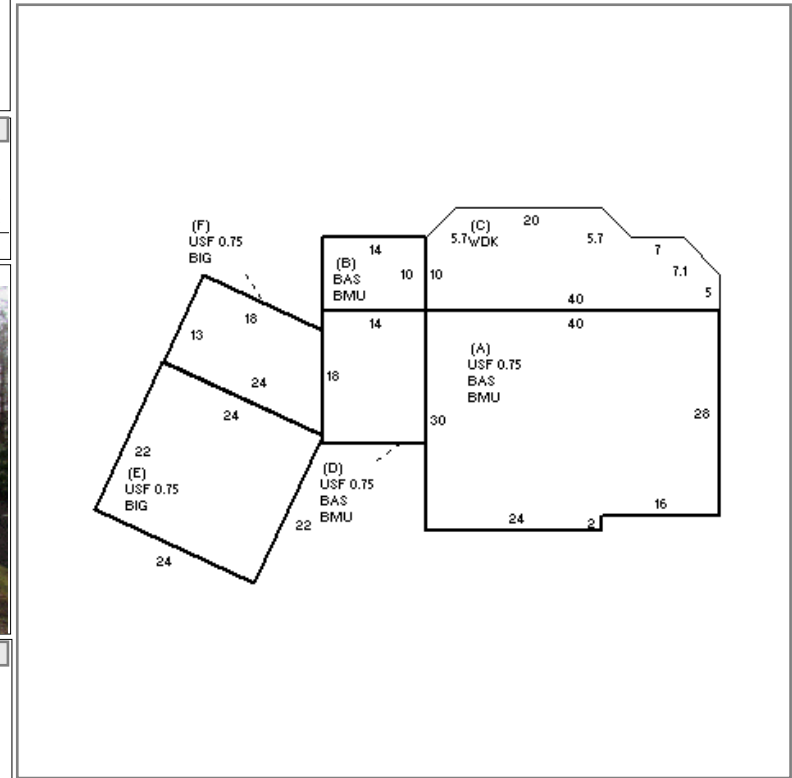 (F)
USF 0.75
BIG
18
13
24
24
22
(E)
USF 0.75
BIG
22
24
14
(B)
BAS
BMU
10
14
18
(D)
USF 0.75
BAS
BMU
(C)
WDK
20
5.7
5.7
7
7.1
5
10
40
40
(A)
USF 0.75
BAS
BMU
30
28
24
2
16